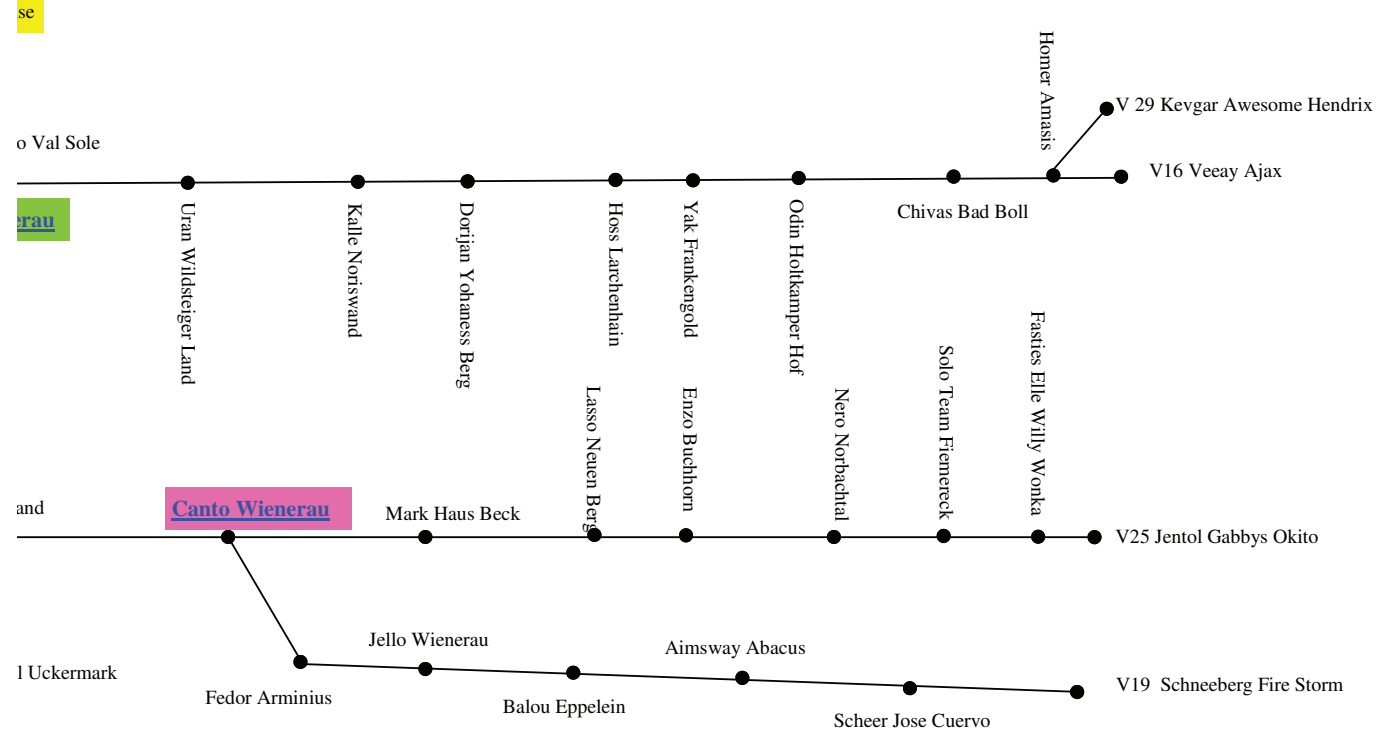 se
Homer Amasis
V 29 Kevgar Awesome Hendrix
o Val Sole
V16 Veeay Ajax
erau
Uran Wildsteiger Land
Kalle Noriswand
Dorijan Yohaness Berg
Hoss Larchenhain
Yak Frankengold
Odin Holtkamper Hof
Chivas Bad Boll
Lasso Neuen Berg
Enzo Buchhorn
Nero Norbachtal
Solo Team Fiemereck
Fasties Elle Willy Wonka
and
Canto Wienerau
Mark Haus Beck
V25 Jentol Gabbys Okito
Jello Wienerau
Aimsway Abacus
l Uckermark
Fedor Arminius
Balou Eppelein
Scheer Jose Cuervo
V19 Schneeberg Fire Storm